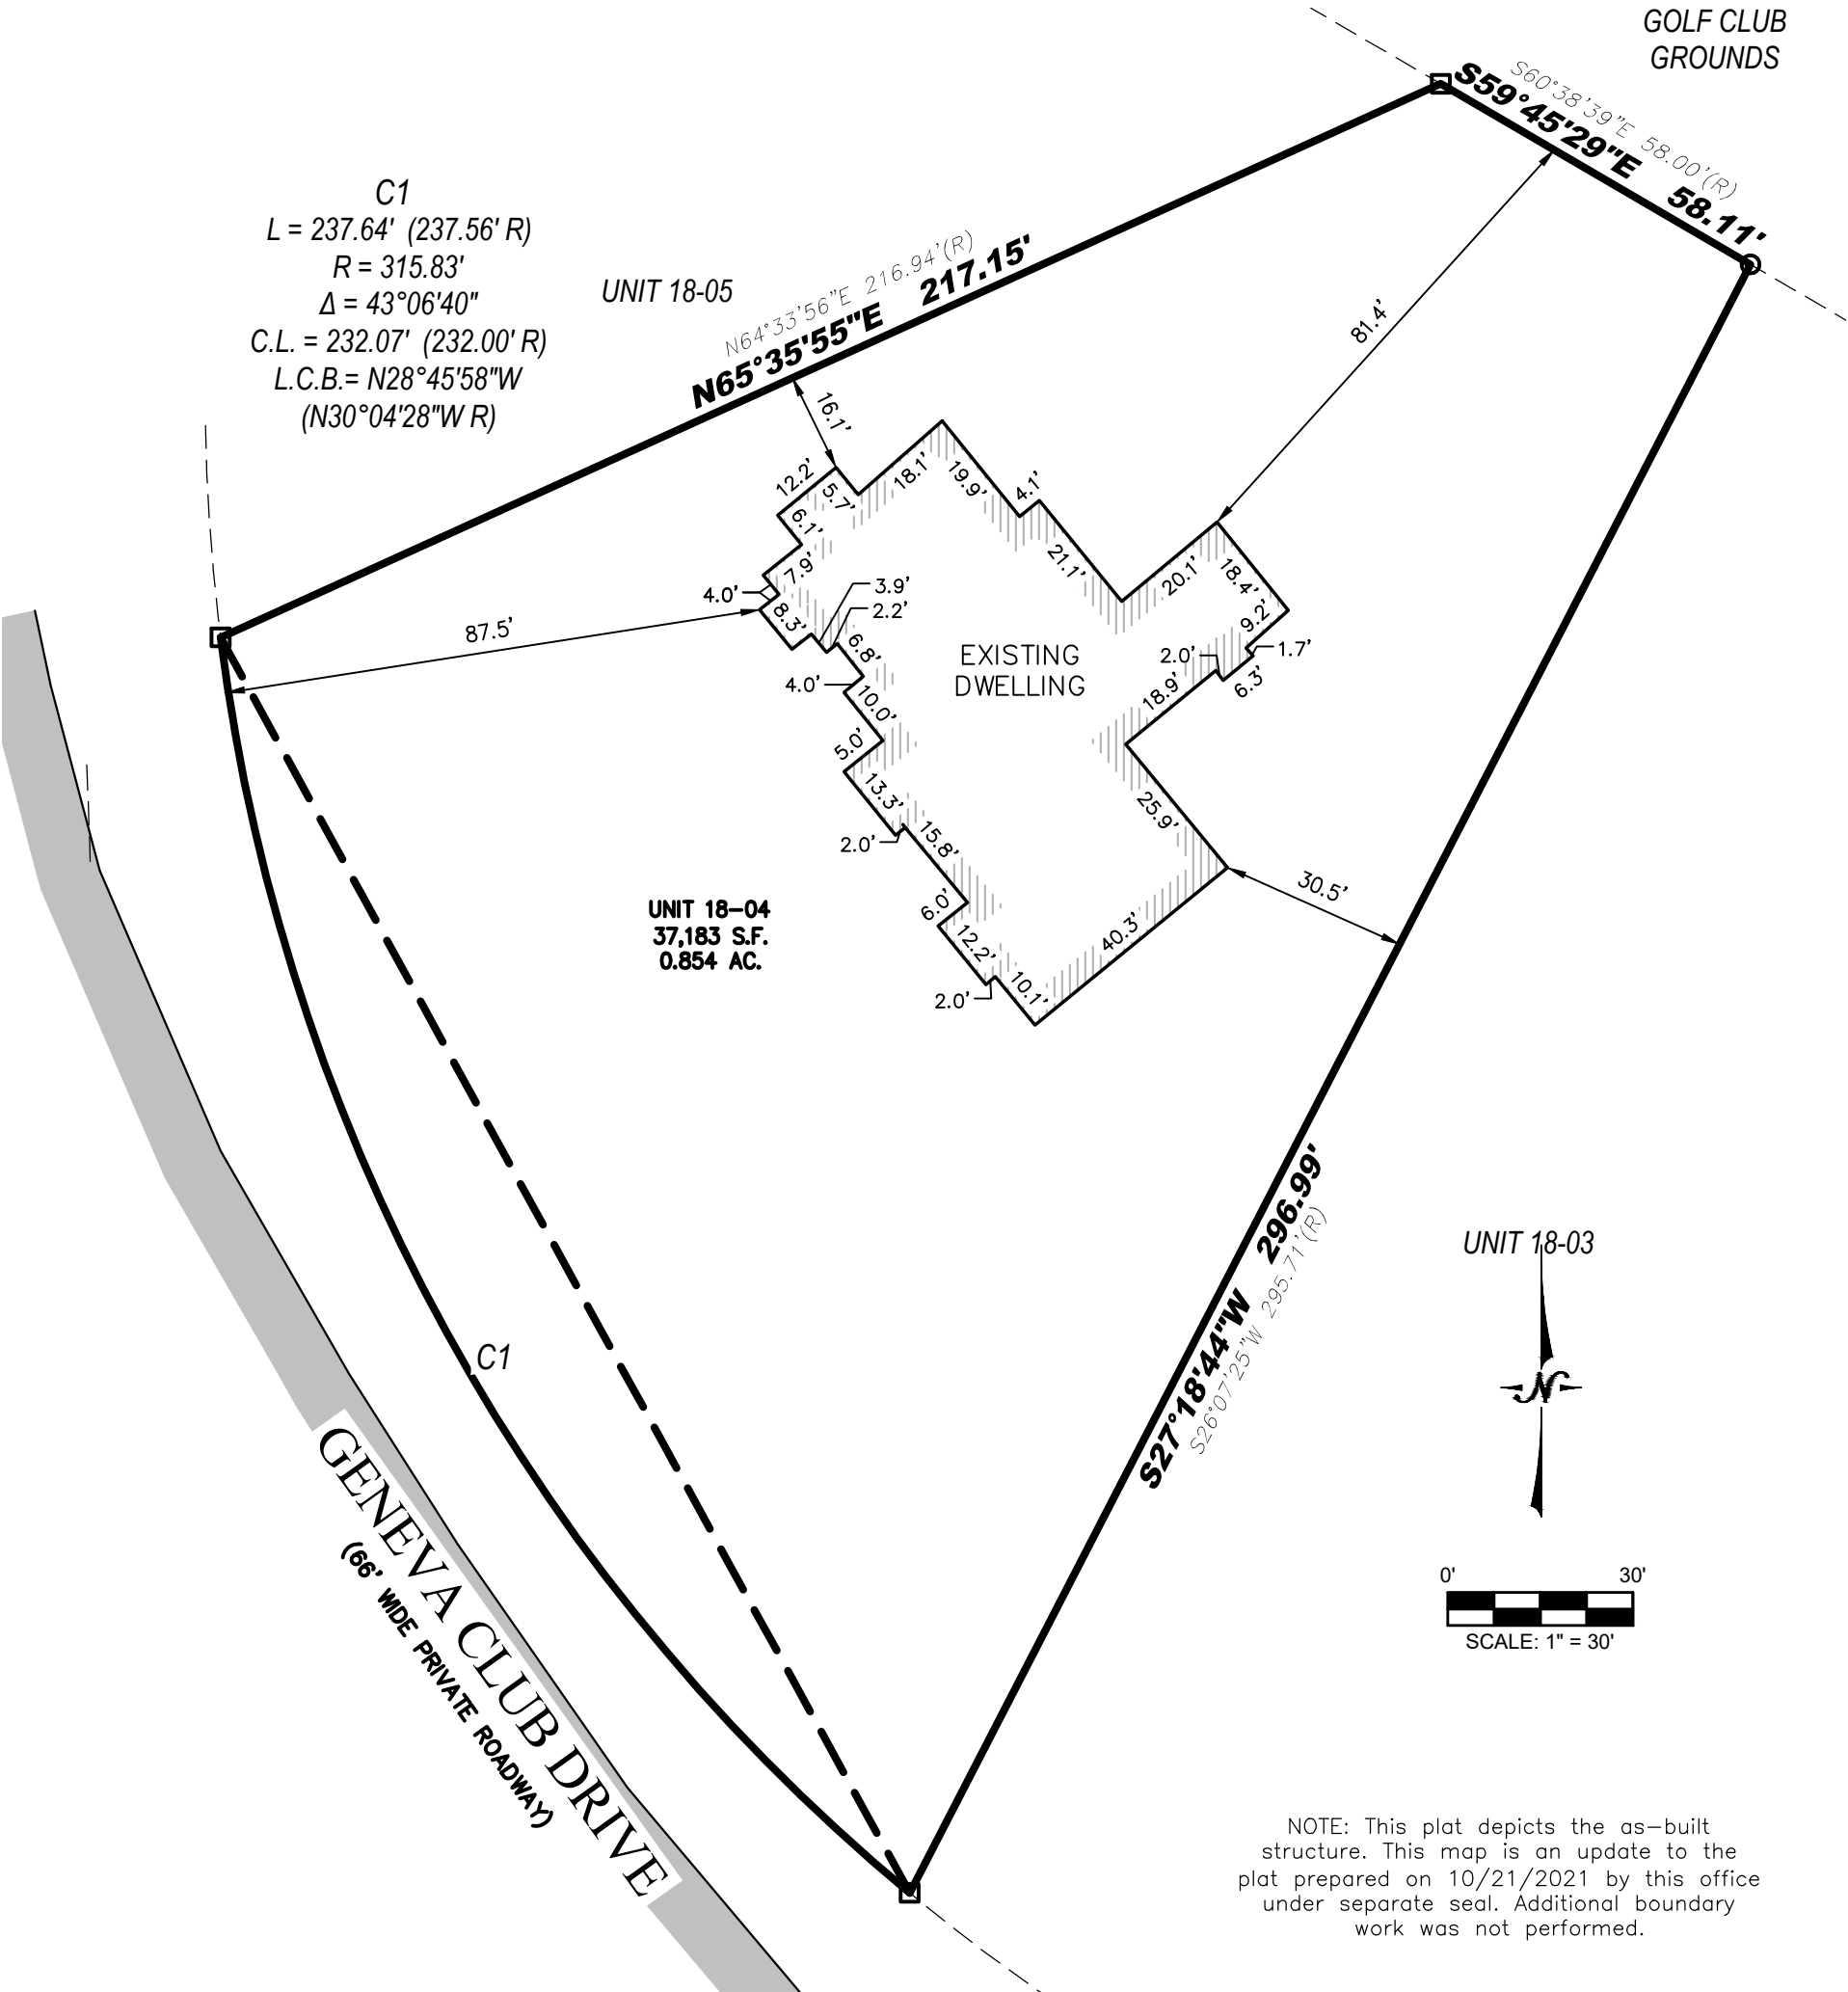 GOLF CLUB
GROUNDS
S60°38'39"E 58.00'(R)
S59°45'29"E 58.11'
C1
L = 237.64' (237.56' R)
R = 315.83'
Δ = 43°06'40"
C.L. = 232.07' (232.00' R)
L.C.B.= N28°45'58"W
(N30°04'28"W R)
UNIT 18-05
N64°33'56"E 216.94'(R)
N65°35'55"E 217.15'
81.4'
16.1'
12.2'
5.7'
18.1'
19.9'
4.1'
6.1'
21.1'
7.9'
20.1'
18.4'
4.0'
3.9'
8.3'
2.2'
9.2'
87.5'
6.8'
EXISTING
DWELLING
2.0'
1.7'
4.0'
6.3'
10.0'
18.9'
5.0'
13.3'
25.9'
2.0'
15.8'
30.5'
UNIT 18-04
37,183 S.F.
0.854 AC.
6.0'
12.2'
40.3'
2.0'
10.1'
296.99'
S27°18'44"W
S26°07'25"W 295.71'(R)
UNIT 18-03
N
C1
GENEVA CLUB DRIVE
(66' WIDE PRIVATE ROADWAY)
0' 30'
SCALE: 1" = 30'
NOTE: This plat depicts the as-built
structure. This map is an update to the
plat prepared on 10/21/2021 by this office
under separate seal. Additional boundary
work was not performed.